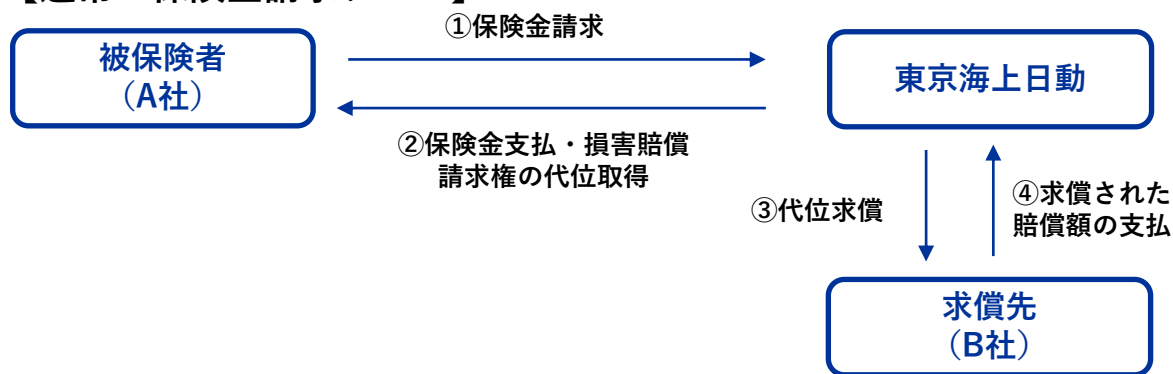 ①保険金請求
被保険者
（A社）
東京海上日動
②保険金支払・損害賠償
請求権の代位取得
③代位求償
④求償された
賠償額の支払
求償先
（B社）